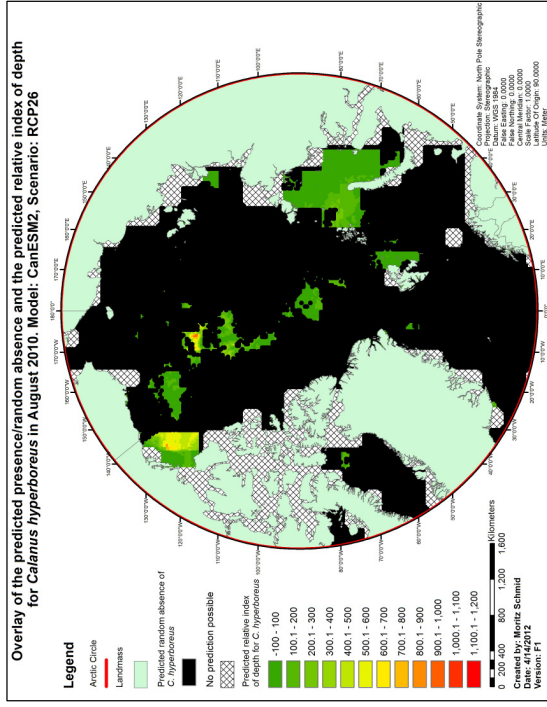 Overlay of the predicted presence/random absence and the predicted relative index of depth
for Calanus hyperboreus in August 2010. Model: CanESM2, Scenario: RCP26
Legend
Arctic Circle
Landmass
Predicted random absence of
C. hyperboreus
No prediction possible
Predicted relative index
of depth for C. hyperboreus
-100 - 100
100.1 - 200
200.1 - 300
300.1 - 400
400.1 - 500
500.1 - 600
600.1 - 700
700.1 - 800
800.1 - 900
900.1 - 1,000
1,000.1 - 1,100
1,100.1 - 1,200
0 200 400 800 1,200 1,600
Kilometers
Created by: Moritz Schmid
Date: 4/14/2012
Version: F1
Coordinate System: North Pole Stereographic
Projection: Stereographic
Datum: WGS 1984
False Easting: 0.0000
False Northing: 0.0000
Central Meridian: 0.0000
Scale Factor: 1.0000
Latitude Of Origin: 90.0000
Units: Meter